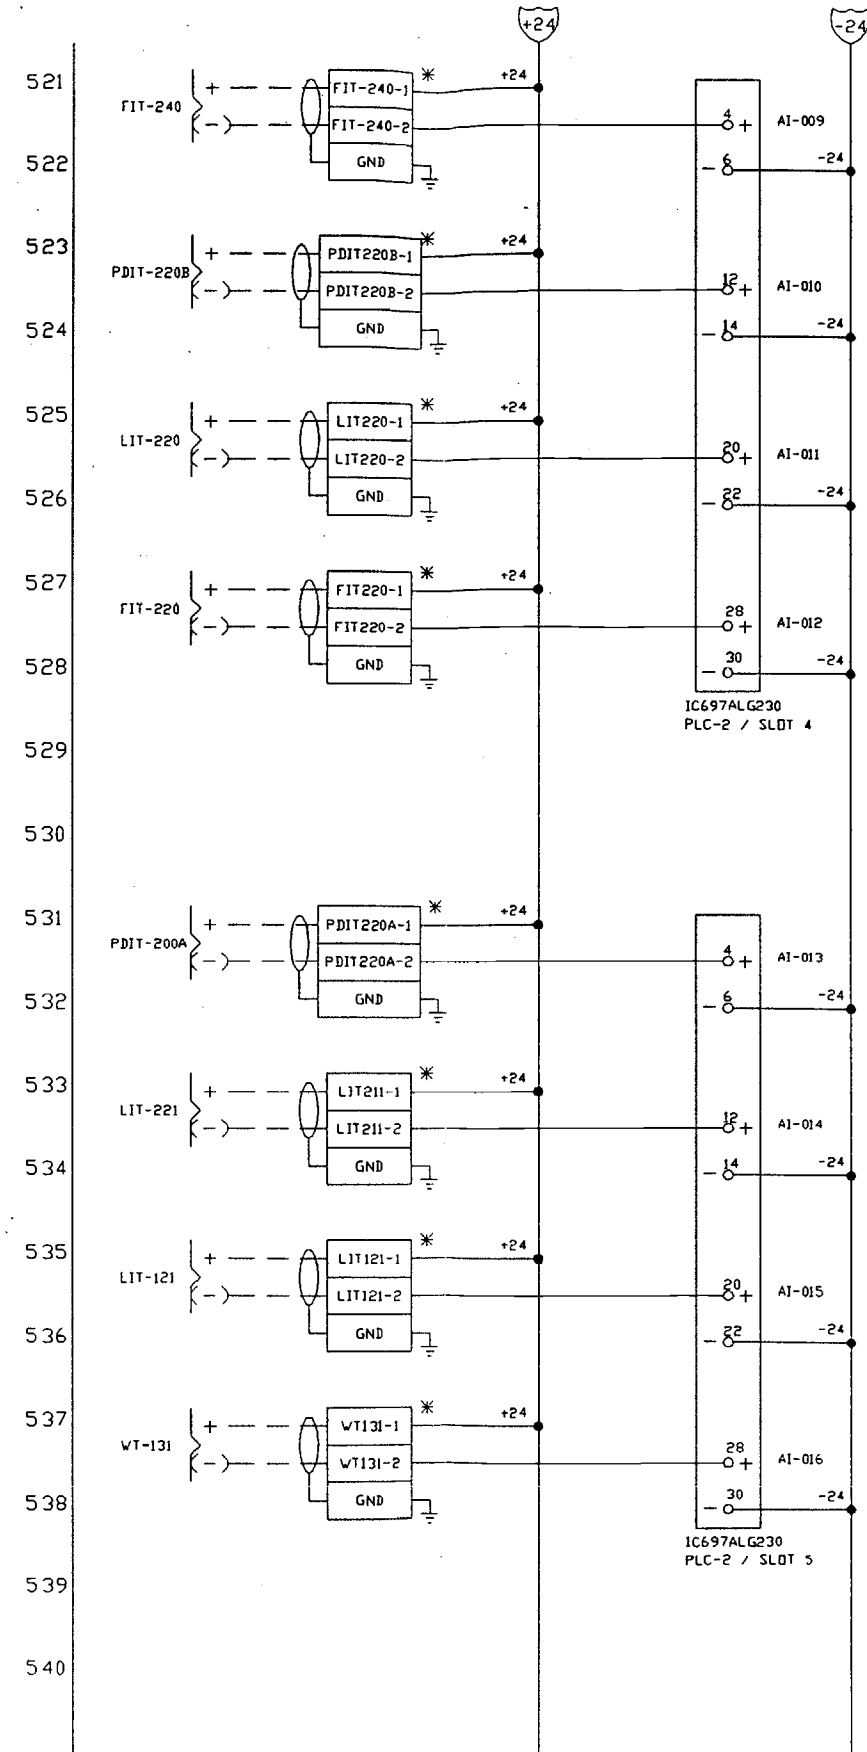 +24 -24
521 + FIT-240-1 * +24
FIT-240
- FIT-240-2 4 + AI-009
522 GND - 6 -24
523 + PDIT220B-1 * +24
PDIT-220B
- PDIT220B-2 12 + AI-010
524 GND - 14 -24
525 + LIT220-1 * +24
LIT-220
- LIT220-2 20 + AI-011
526 GND - 22 -24
527 + FIT220-1 * +24
FIT-220
- FIT220-2 28 + AI-012
528 GND - 30 -24
IC697ALG230
PLC-2 / SLOT 4
529
530
531 + PDIT220A-1 * +24
PDIT-200A
- PDIT220A-2 4 + AI-013
532 GND - 6 -24
533 + LIT211-1 * +24
LIT-221
- LIT211-2 12 + AI-014
534 GND - 14 -24
535 + LIT121-1 * +24
LIT-121
- LIT121-2 20 + AI-015
536 GND - 22 -24
537 + WT131-1 * +24
WT-131
- WT131-2 28 + AI-016
538 GND - 30 -24
IC697ALG230
PLC-2 / SLOT 5
539
540